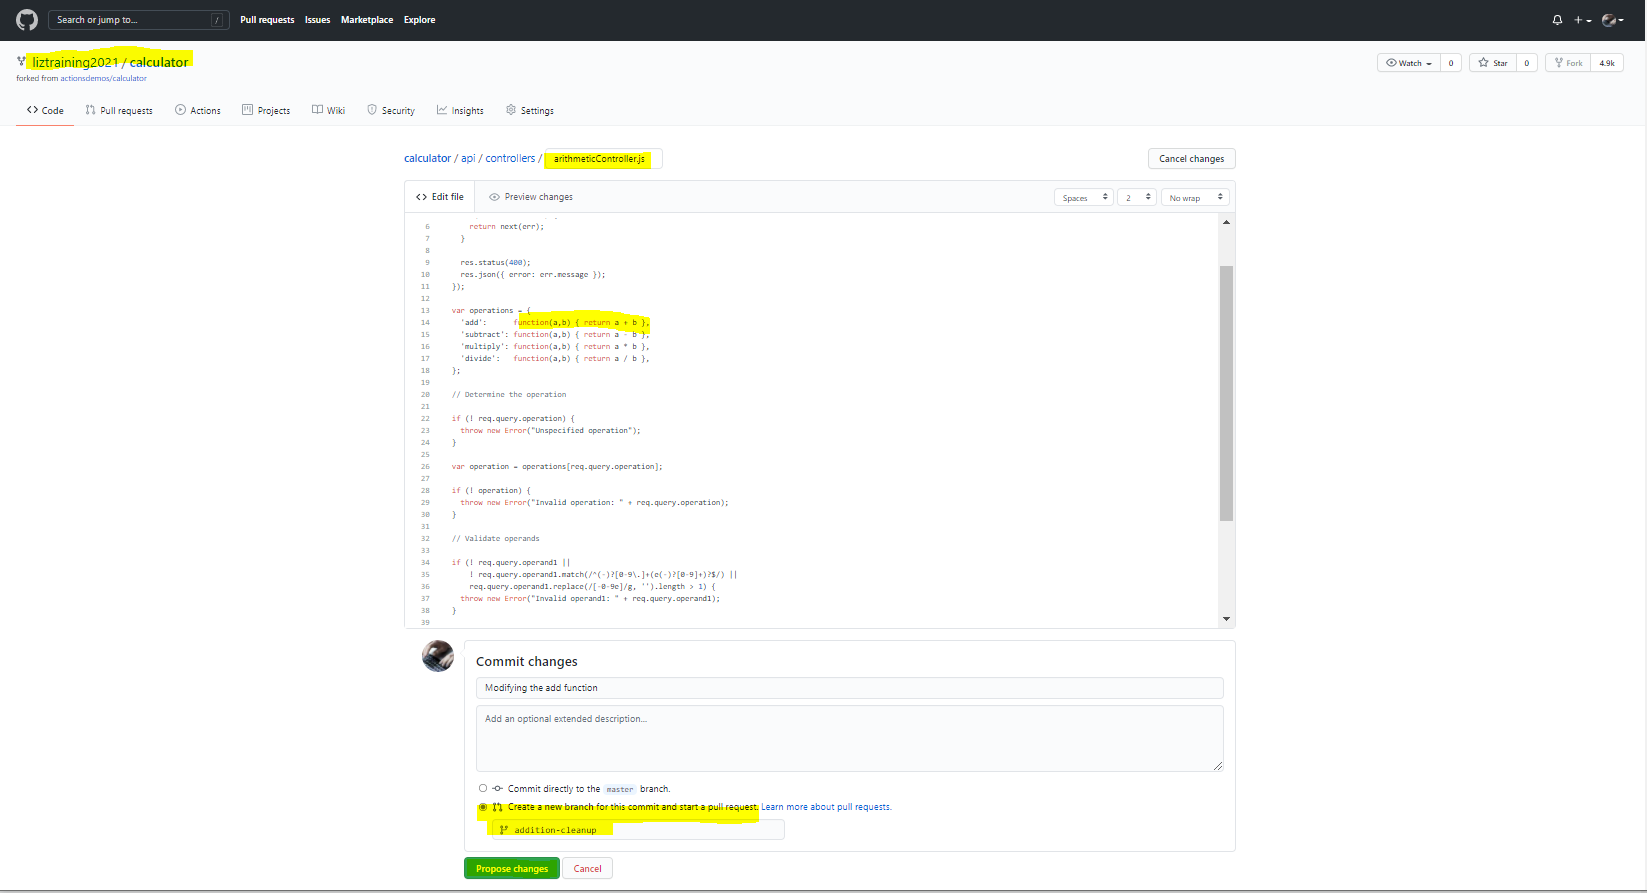 Search or jump to... / Pull requests Issues Marketplace Explore
liztraining2021 / calculator
forked from actionsdemos/calculator
Watch 0 Star 0 Fork 4.9k
Code Pull requests Actions Projects Wiki Security Insights Settings
calculator / api / controllers / arithmeticController.js Cancel changes
Edit file Preview changes Spaces 2 No wrap
6 return next(err);
7 }
8
9 res.status(400);
10 res.json({ error: err.message });
11 });
12
13 var operations = {
14 'add': function(a,b) { return a + b },
15 'subtract': function(a,b) { return a - b },
16 'multiply': function(a,b) { return a * b },
17 'divide': function(a,b) { return a / b },
18 };
19
20 // Determine the operation
21
22 if (! req.query.operation) {
23 throw new Error("Unspecified operation");
24 }
25
26 var operation = operations[req.query.operation];
27
28 if (! operation) {
29 throw new Error("Invalid operation: " + req.query.operation);
30 }
31
32 // Validate operands
33
34 if (! req.query.operand1 ||
35 ! req.query.operand1.match(/^(-)?[0-9\.]+(e(-)?[0-9]+)?$/) ||
36 req.query.operand1.replace(/[-0-9e]/g, '').length > 1) {
37 throw new Error("Invalid operand1: " + req.query.operand1);
38 }
39
Commit changes
Modifying the add function
Add an optional extended description...
Commit directly to the master branch.
Create a new branch for this commit and start a pull request. Learn more about pull requests.
addition-cleanup
Propose changes Cancel